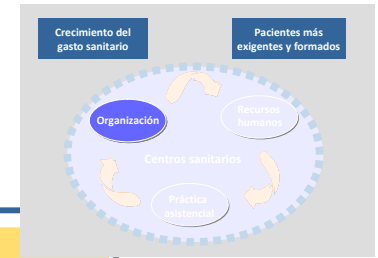 Crecimiento del
gasto sanitario
Pacientes más
exigentes y formados
Organización
Recursos
humanos
Centros sanitarios
Práctica
asistencial